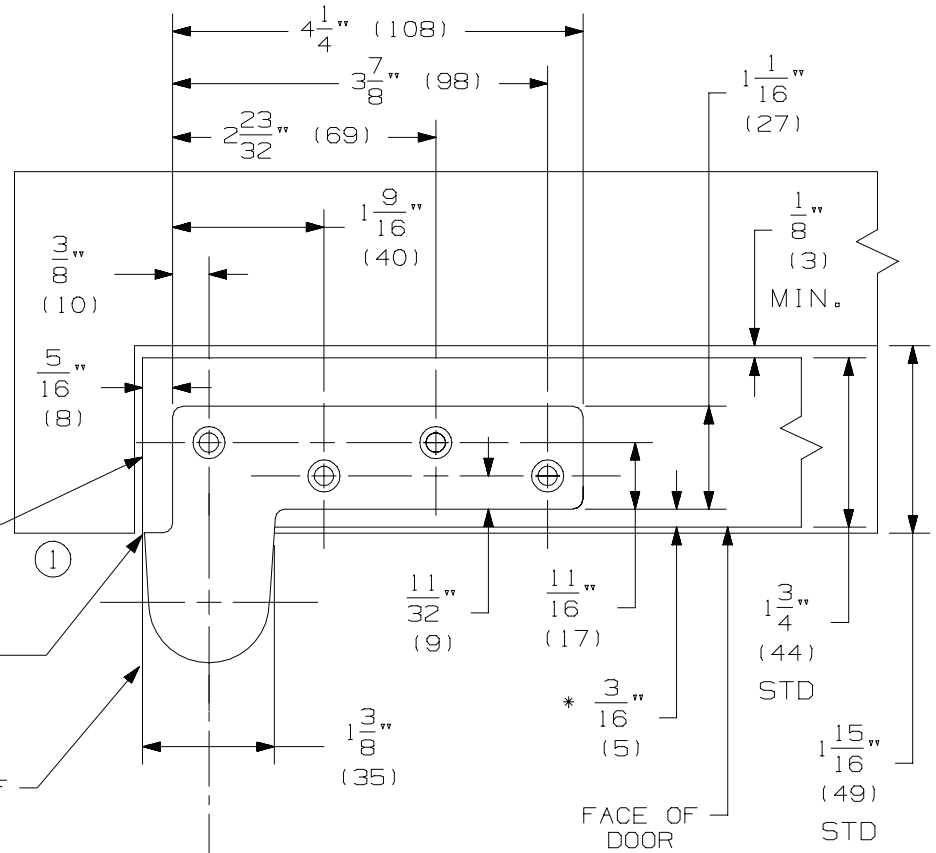 4 1/4" (108)
3 7/8" (98)
2 23/32" (69)
1 9/16"
(40)
1 1/16"
(27)
3/8"
(10)
1/8"
(3)
MIN.
5/16"
(8)
1
11/32"
(9)
11/16"
(17)
1 3/4"
(44)
STD
* 3/16"
(5)
1 3/8"
(35)
1 15/16"
(49)
STD
FACE OF
DOOR